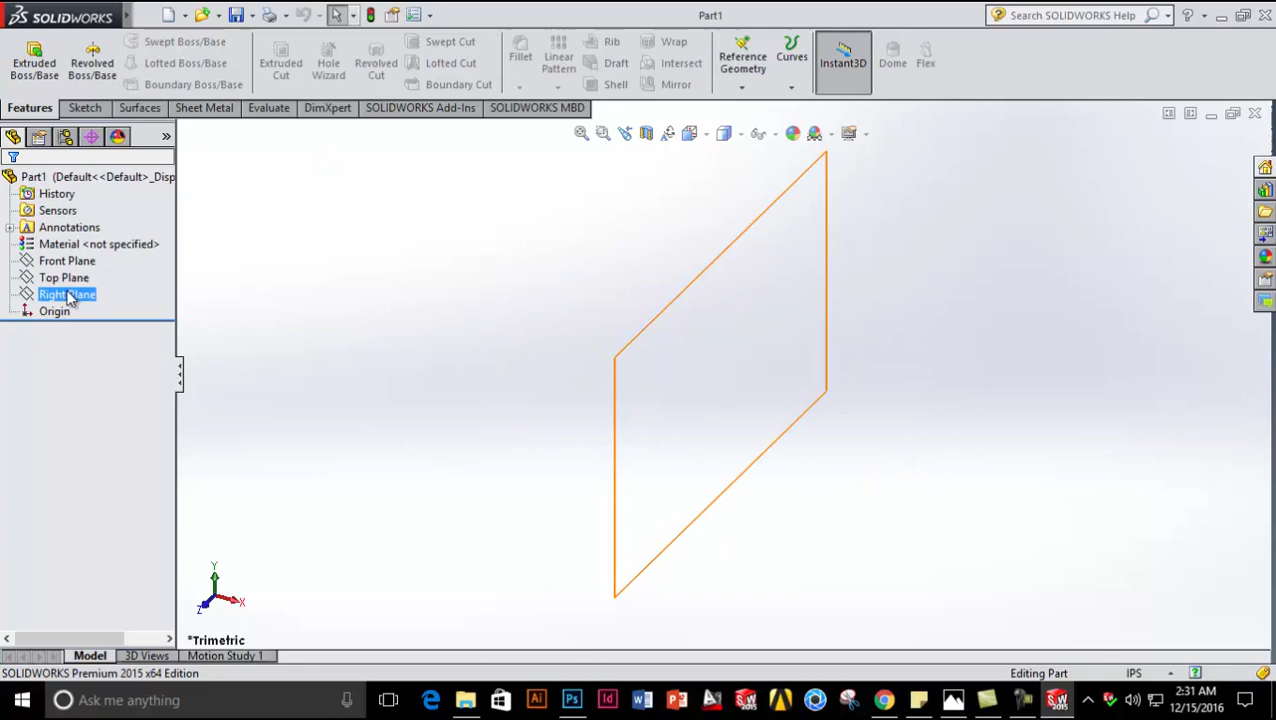 SOLIDWORKS
Part1
Search SOLIDWORKS Help
Extruded Boss/Base
Revolved Boss/Base
Swept Boss/Base
Lofted Boss/Base
Boundary Boss/Base
Extruded Cut
Hole Wizard
Revolved Cut
Swept Cut
Lofted Cut
Boundary Cut
Fillet
Linear Pattern
Rib
Draft
Shell
Wrap
Intersect
Mirror
Reference Geometry
Curves
Instant3D
Dome
Flex
Features
Sketch
Surfaces
Sheet Metal
Evaluate
DimXpert
SOLIDWORKS Add-Ins
SOLIDWORKS MBD
Part1 (Default<<Default>_Disp
History
Sensors
Annotations
Material <not specified>
Front Plane
Top Plane
Right Plane
Origin
Y
X
Z
*Trimetric
Model
3D Views
Motion Study 1
SOLIDWORKS Premium 2015 x64 Edition
Editing Part
IPS
Ask me anything
2:31 AM
12/15/2016